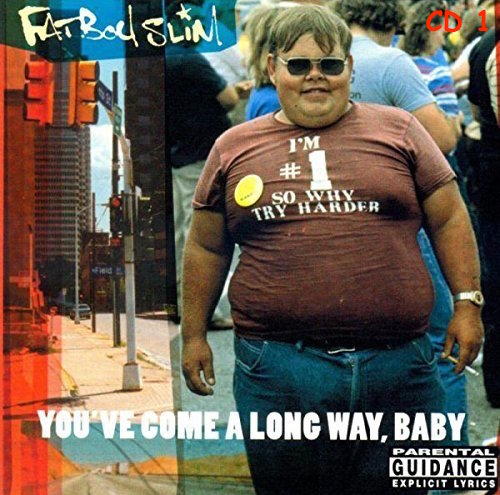 FATBOY SLIM
CD 1
Field
I'M
#1
SO WHY
TRY HARDER
YOU'VE COME A LONG WAY, BABY
PARENTAL
GUIDANCE
EXPLICIT LYRICS